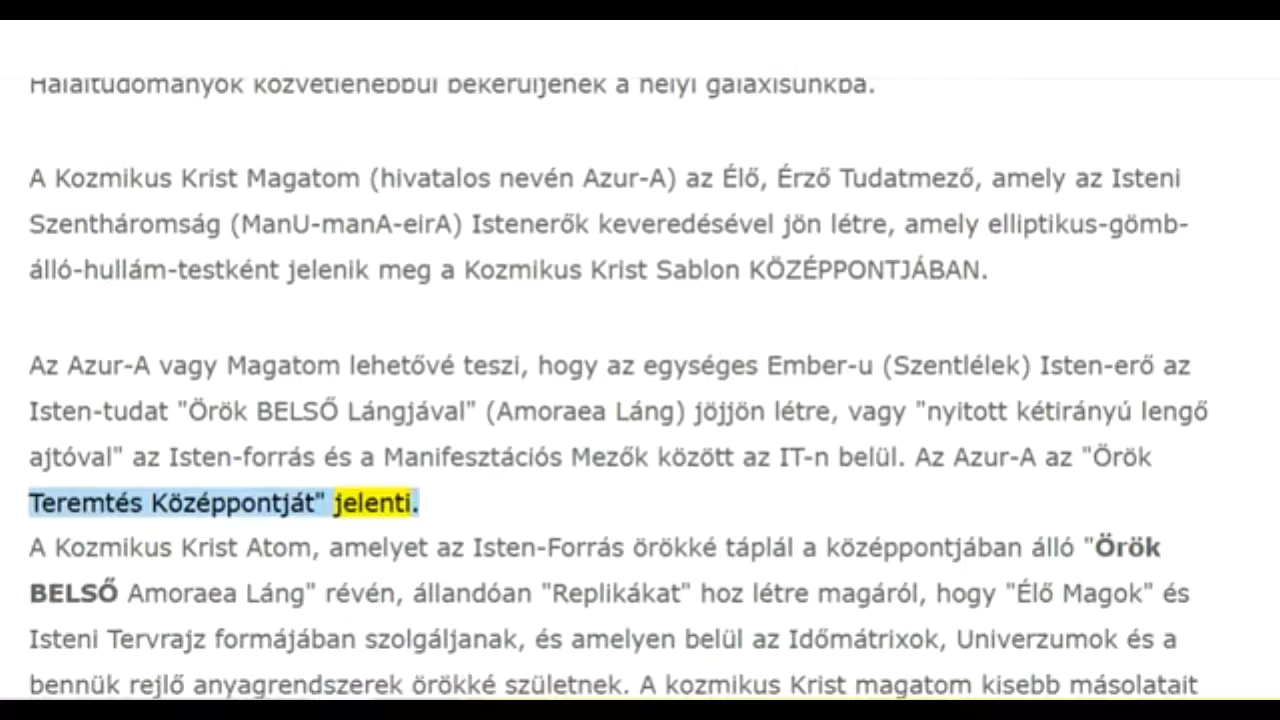 Haláltudományok közvetlenebbül bekerüljenek a helyi galaxisunkba.
A Kozmikus Krist Magatom (hivatalos nevén Azur-A) az Élő, Érző Tudatmező, amely az Isteni
Szentháromság (ManU-manA-eirA) Istenerők keveredésével jön létre, amely elliptikus-gömb-
álló-hullám-testként jelenik meg a Kozmikus Krist Sablon KÖZÉPPONTJÁBAN.
Az Azur-A vagy Magatom lehetővé teszi, hogy az egységes Ember-u (Szentlélek) Isten-erő az
Isten-tudat "Örök BELSŐ Lángjával" (Amoraea Láng) jöjjön létre, vagy "nyitott kétirányú lengő
ajtóval" az Isten-forrás és a Manifesztációs Mezők között az IT-n belül. Az Azur-A az "Örök
Teremtés Középpontját" jelenti.
A Kozmikus Krist Atom, amelyet az Isten-Forrás örökké táplál a középpontjában álló "Örök
BELSŐ Amoraea Láng" révén, állandóan "Replikákat" hoz létre magáról, hogy "Élő Magok" és
Isteni Tervrajz formájában szolgáljanak, és amelyen belül az Időmátrixok, Univerzumok és a
bennük rejlő anyagrendszerek örökké születnek. A kozmikus Krist magatom kisebb másolatait